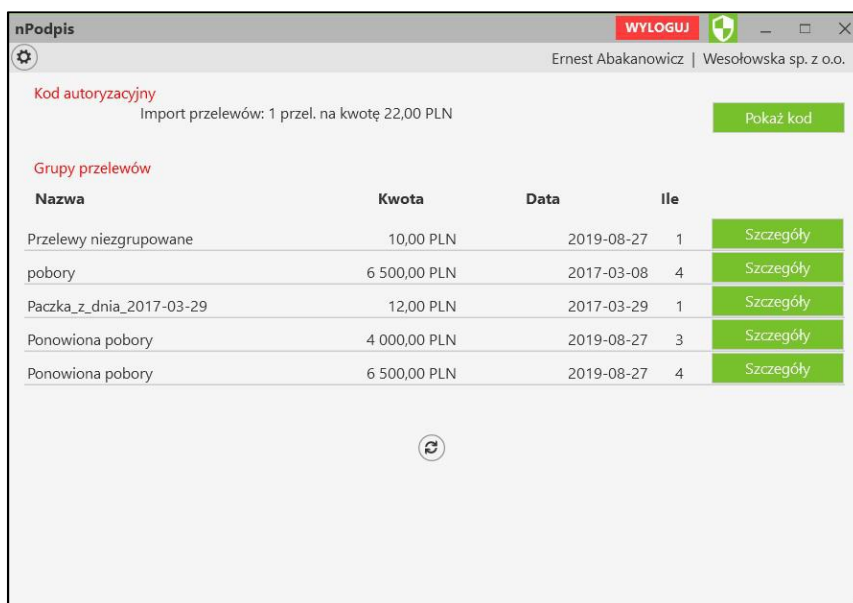 nPodpis WYLOGUJ
Ernest Abakanowicz | Wesołowska sp. z o.o.
Kod autoryzacyjny
Import przelewów: 1 przel. na kwotę 22,00 PLN Pokaż kod
Grupy przelewów
Nazwa Kwota Data Ile
Przelewy niezgrupowane 10,00 PLN 2019-08-27 1 Szczegóły
pobory 6 500,00 PLN 2017-03-08 4 Szczegóły
Paczka_z_dnia_2017-03-29 12,00 PLN 2017-03-29 1 Szczegóły
Ponowiona pobory 4 000,00 PLN 2019-08-27 3 Szczegóły
Ponowiona pobory 6 500,00 PLN 2019-08-27 4 Szczegóły